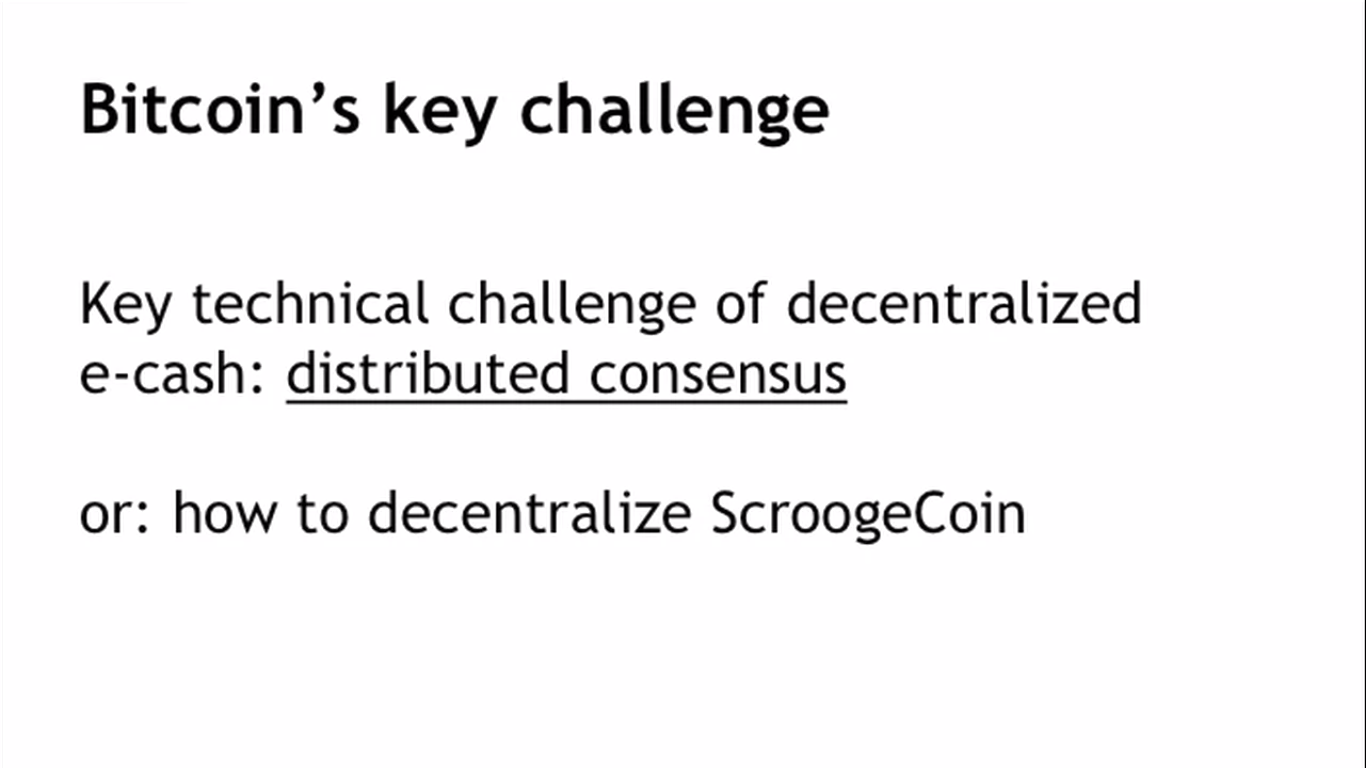 Bitcoin’s key challenge
Key technical challenge of decentralized
e-cash: distributed consensus
or: how to decentralize ScroogeCoin